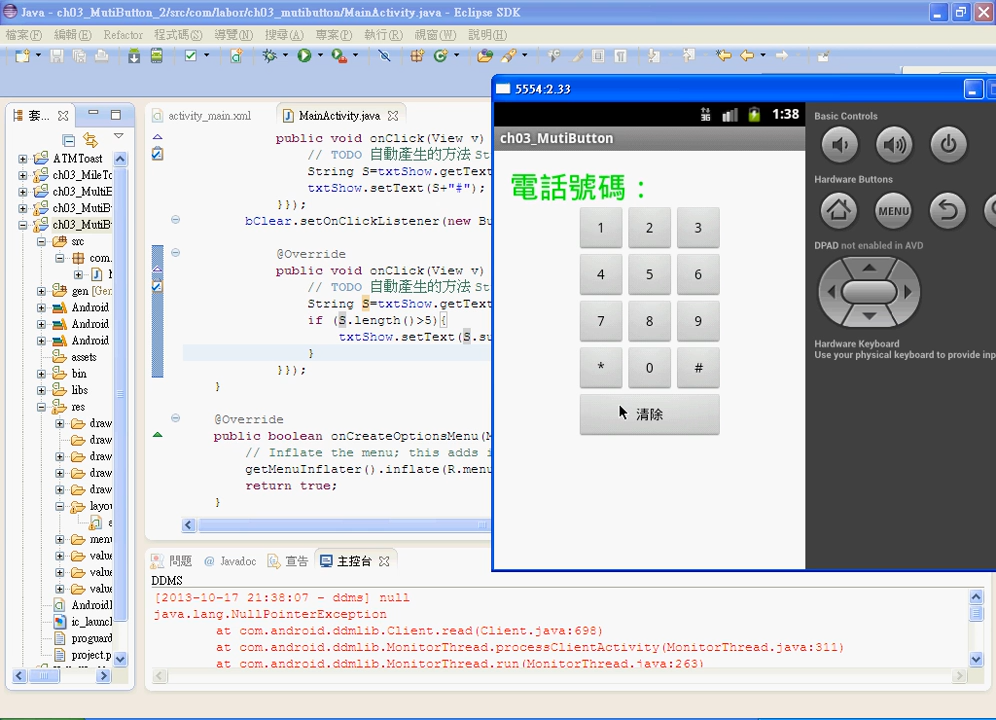 Java - ch03_MutiButton_2/src/com/labor/ch03_mutibutton/MainActivity.java - Eclipse SDK
檔案(F) 編輯(E) Refactor 程式碼(S) 導覽(N) 搜尋(A) 專案(P) 執行(R) 視窗(W) 說明(H)
套...
ATMToast
ch03_MileTo
ch03_MultiE
ch03_MutiB
ch03_MutiB
src
com.
gen [Gen
Android
Android
Android
assets
bin
libs
res
draw
draw
draw
draw
draw
layou
a
menu
value
value
value
AndroidI
ic_launcl
proguard
project.p
activity_main.xml MainActivity.java
public void onClick(View v)
// TODO 自動產生的方法 St
String S=txtShow.getText
txtShow.setText(S+"#");
}});
bClear.setOnClickListener(new Bu
@Override
public void onClick(View v)
// TODO 自動產生的方法 St
String S=txtShow.getText
if (S.length()>5){
txtShow.setText(S.su
}
}});
}
@Override
public boolean onCreateOptionsMenu(M
// Inflate the menu; this adds i
getMenuInflater().inflate(R.menu
return true;
}
5554:2.33
3G 1:38
ch03_MutiButton
電話號碼：
1 2 3
4 5 6
7 8 9
* 0 #
清除
Basic Controls
Hardware Buttons
MENU
DPAD not enabled in AVD
Hardware Keyboard
Use your physical keyboard to provide inp
問題 @ Javadoc 宣告 主控台
DDMS
[2013-10-17 21:38:07 - ddms] null
java.lang.NullPointerException
at com.android.ddmlib.Client.read(Client.java:698)
at com.android.ddmlib.MonitorThread.processClientActivity(MonitorThread.java:311)
at com.android.ddmlib.MonitorThread.run(MonitorThread.java:263)